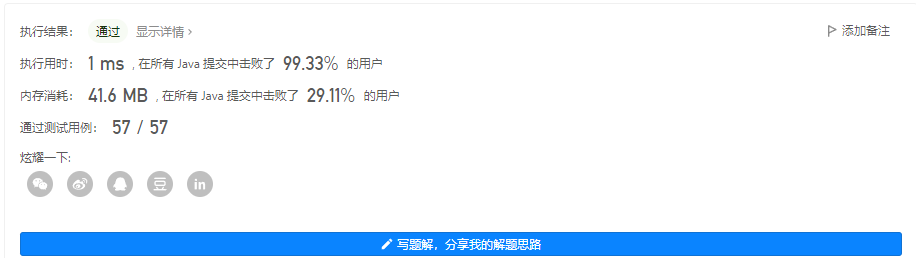 执行结果： 通过 显示详情 › 添加备注
执行用时： 1 ms ，在所有 Java 提交中击败了 99.33% 的用户
内存消耗： 41.6 MB ，在所有 Java 提交中击败了 29.11% 的用户
通过测试用例： 57 / 57
炫耀一下:
豆 in
写题解，分享我的解题思路